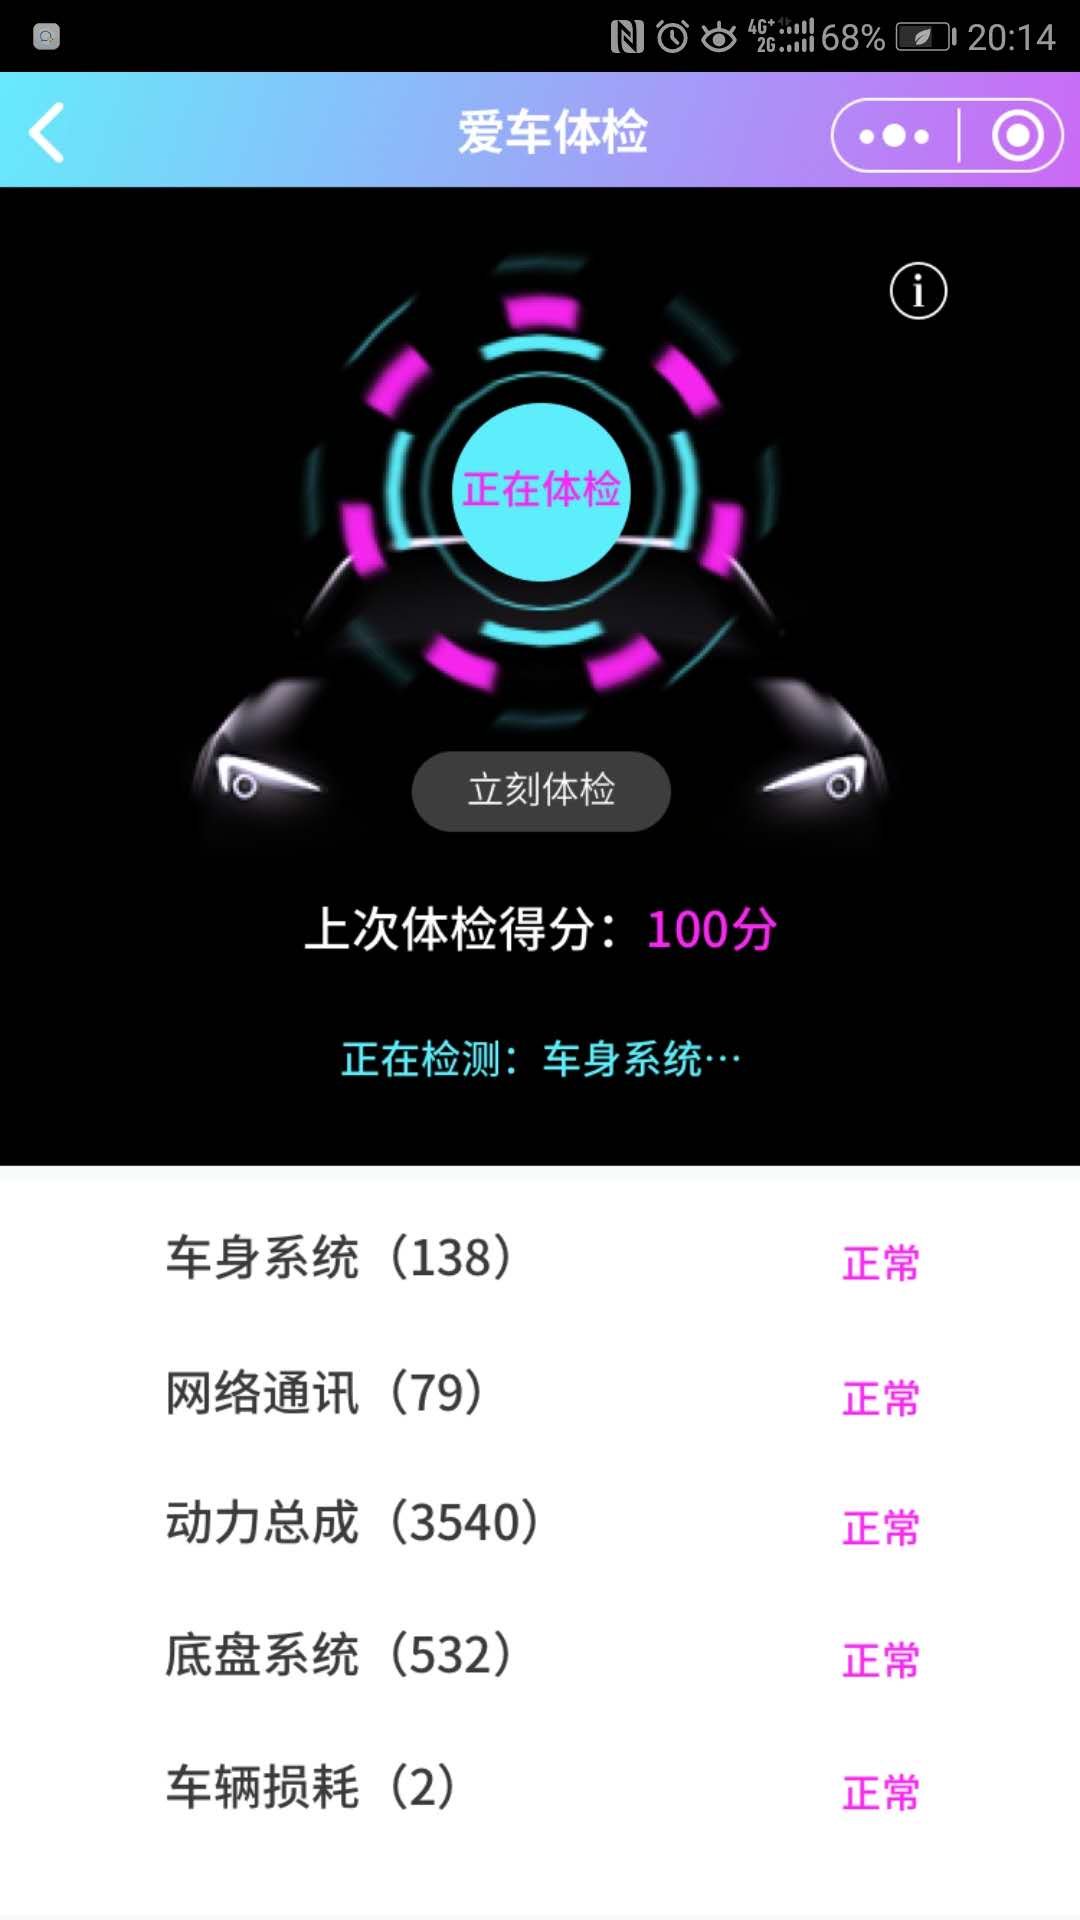 4G+ 2G 68% 20:14
爱车体检
i
正在体检
立刻体检
上次体检得分：100分
正在检测：车身系统…
车身系统（138） 正常
网络通讯（79） 正常
动力总成（3540） 正常
底盘系统（532） 正常
车辆损耗（2） 正常